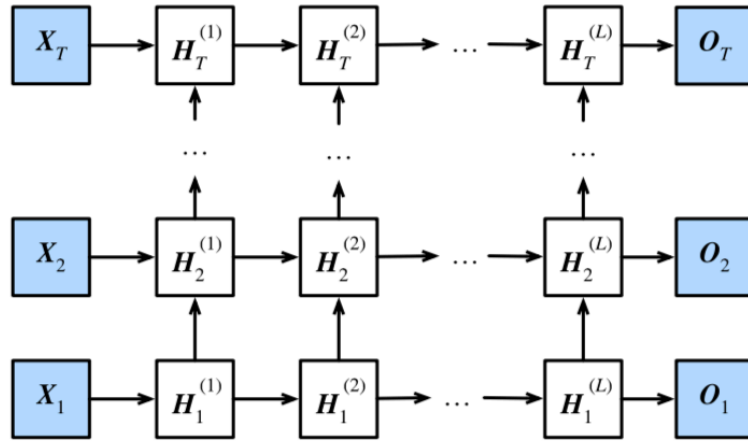 X_T H_T^{(1)} H_T^{(2)} … H_T^{(L)} O_T
… … …
X_2 H_2^{(1)} H_2^{(2)} … H_2^{(L)} O_2
X_1 H_1^{(1)} H_1^{(2)} … H_1^{(L)} O_1